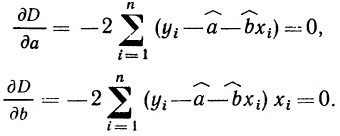 ∂D/∂a = −2 ∑_{i=1}^{n} (y_i − â − b̂x_i) = 0,
∂D/∂b = −2 ∑_{i=1}^{n} (y_i − â − b̂x_i) x_i = 0.